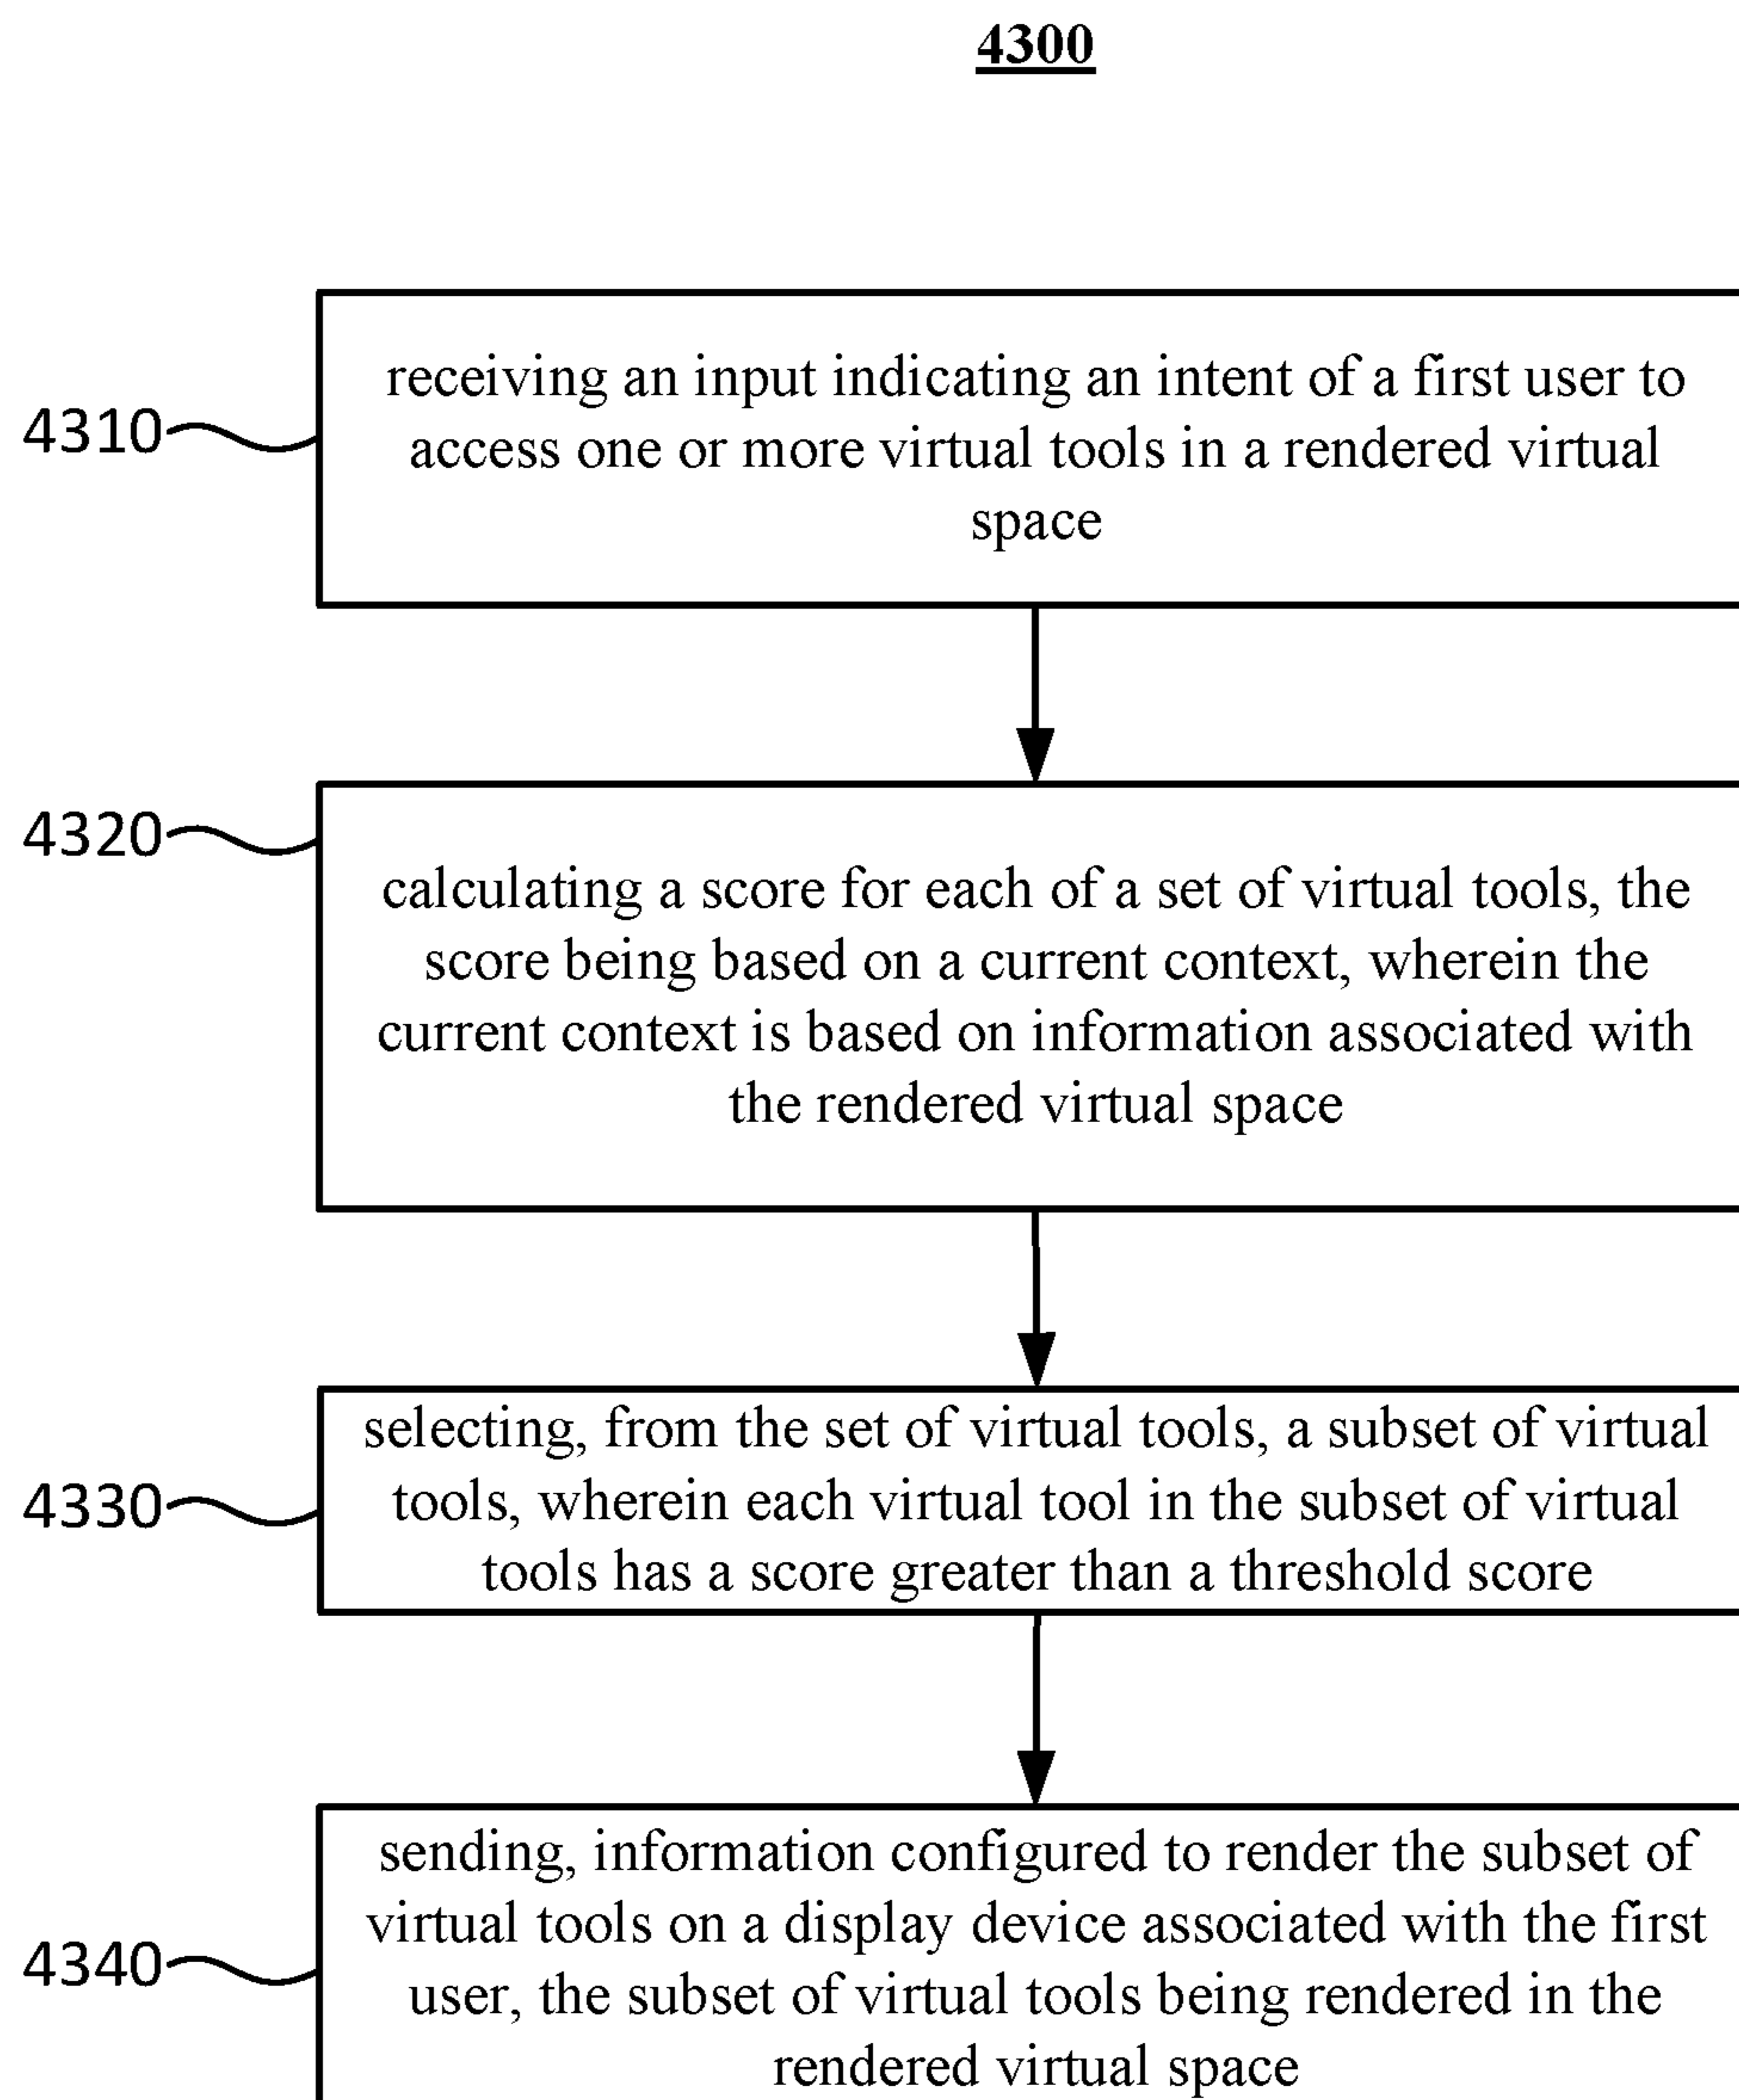 4300
4310
receiving an input indicating an intent of a first user to
access one or more virtual tools in a rendered virtual
space
4320
calculating a score for each of a set of virtual tools, the
score being based on a current context, wherein the
current context is based on information associated with
the rendered virtual space
4330
selecting, from the set of virtual tools, a subset of virtual
tools, wherein each virtual tool in the subset of virtual
tools has a score greater than a threshold score
4340
sending, information configured to render the subset of
virtual tools on a display device associated with the first
user, the subset of virtual tools being rendered in the
rendered virtual space